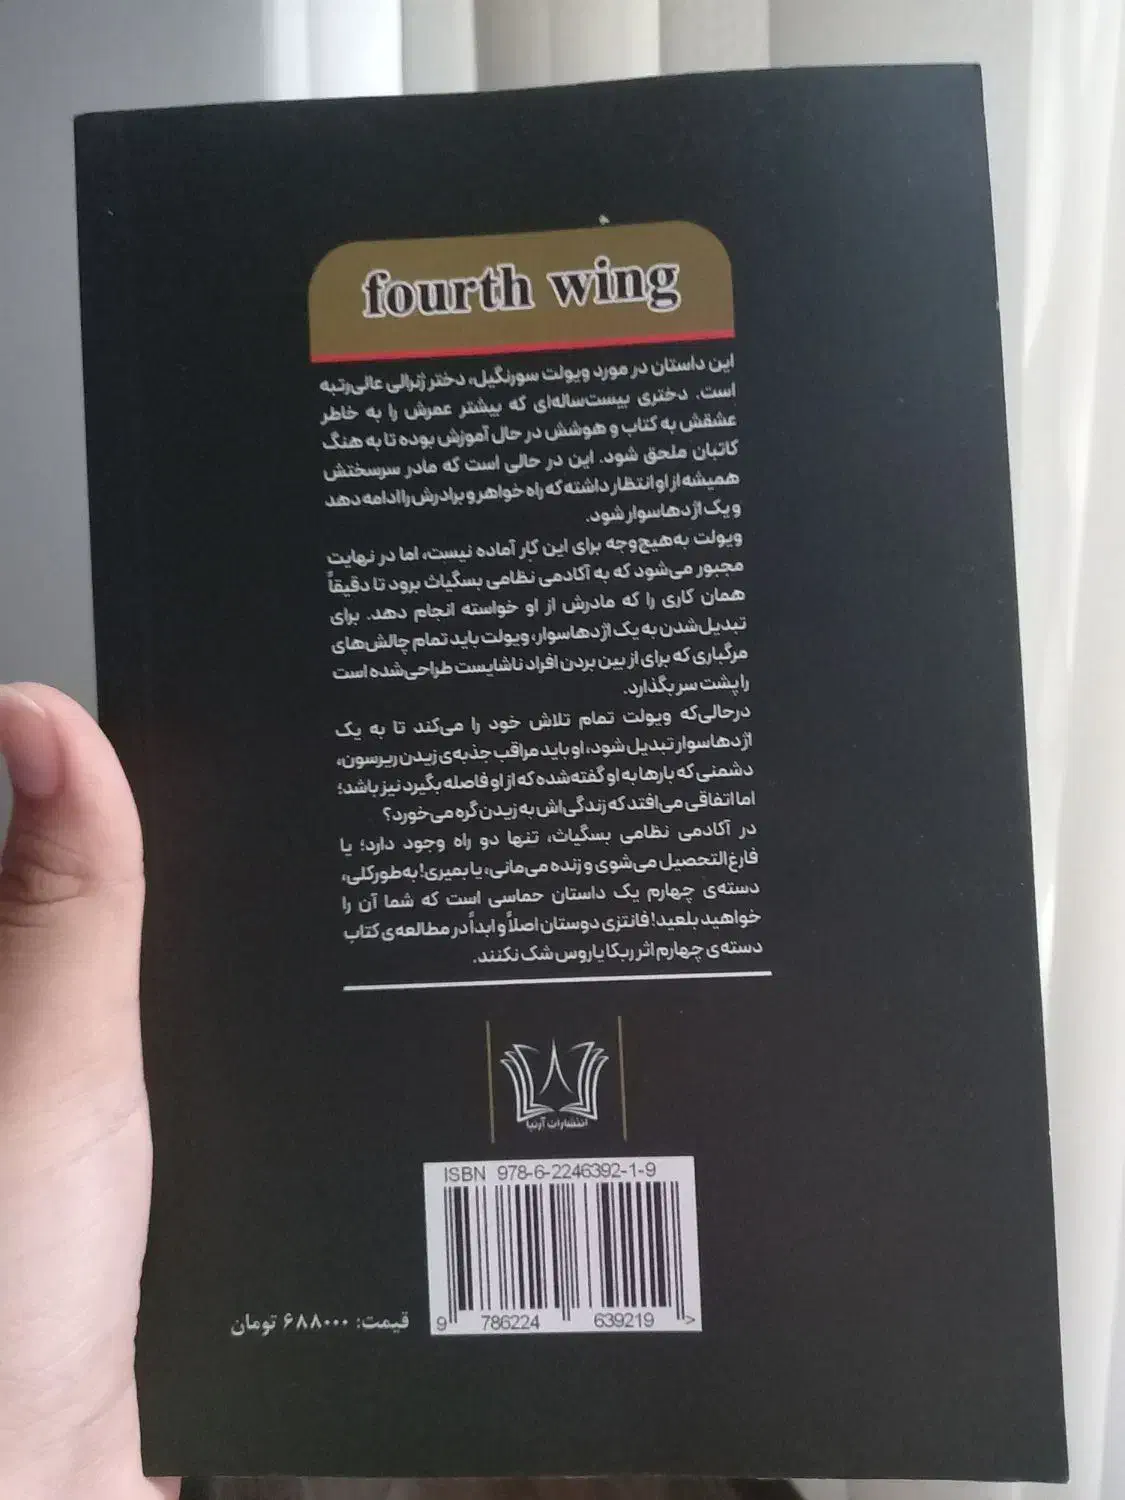 fourth wing
این داستان در مورد ویولت سورنگیل، دختر ژنرالی عالی‌رتبه
است. دختری بیست‌ساله‌ای که بیشتر عمرش را به خاطر
عشقش به کتاب و هوشش در حال آموزش بوده تا به هنگ
کاتبان ملحق شود. این در حالی است که مادر سرسختش
همیشه از او انتظار داشته که راه خواهر و برادرش را ادامه دهد
و یک اژدهاسوار شود.
ویولت به‌هیچ‌وجه برای این کار آماده نیست، اما در نهایت
مجبور می‌شود که به آکادمی نظامی بسگیاث برود تا دقیقاً
همان کاری را که مادرش از او خواسته انجام دهد. برای
تبدیل‌شدن به یک اژدهاسوار، ویولت باید تمام چالش‌های
مرگباری که برای از بین بردن افراد ناشایست طراحی‌شده است
را پشت سر بگذارد.
درحالی‌که ویولت تمام تلاش خود را می‌کند تا به یک
اژدهاسوار تبدیل شود، او باید مراقب جذبه‌ی زیدن ریرسون،
دشمنی که بارها به او گفته‌شده که از او فاصله بگیرد نیز باشد؛
اما اتفاقی می‌افتد که زندگی‌اش به زیدن گره می‌خورد؟
در آکادمی نظامی بسگیاث، تنها دو راه وجود دارد؛ یا
فارغ‌التحصیل می‌شوی و زنده می‌مانی، یا بمیری! به‌طورکلی،
دسته‌ی چهارم یک داستان حماسی است که شما آن را
خواهید بلعید! فانتزی دوستان اصلاً و ابداً در مطالعه‌ی کتاب
دسته‌ی چهارم اثر ربکا یاروس شک نکنند.
انتشارات آرنپا
ISBN 978-6-2246392-1-9
9 786224 639219 >
قیمت: ۶۸۸۰۰۰ تومان